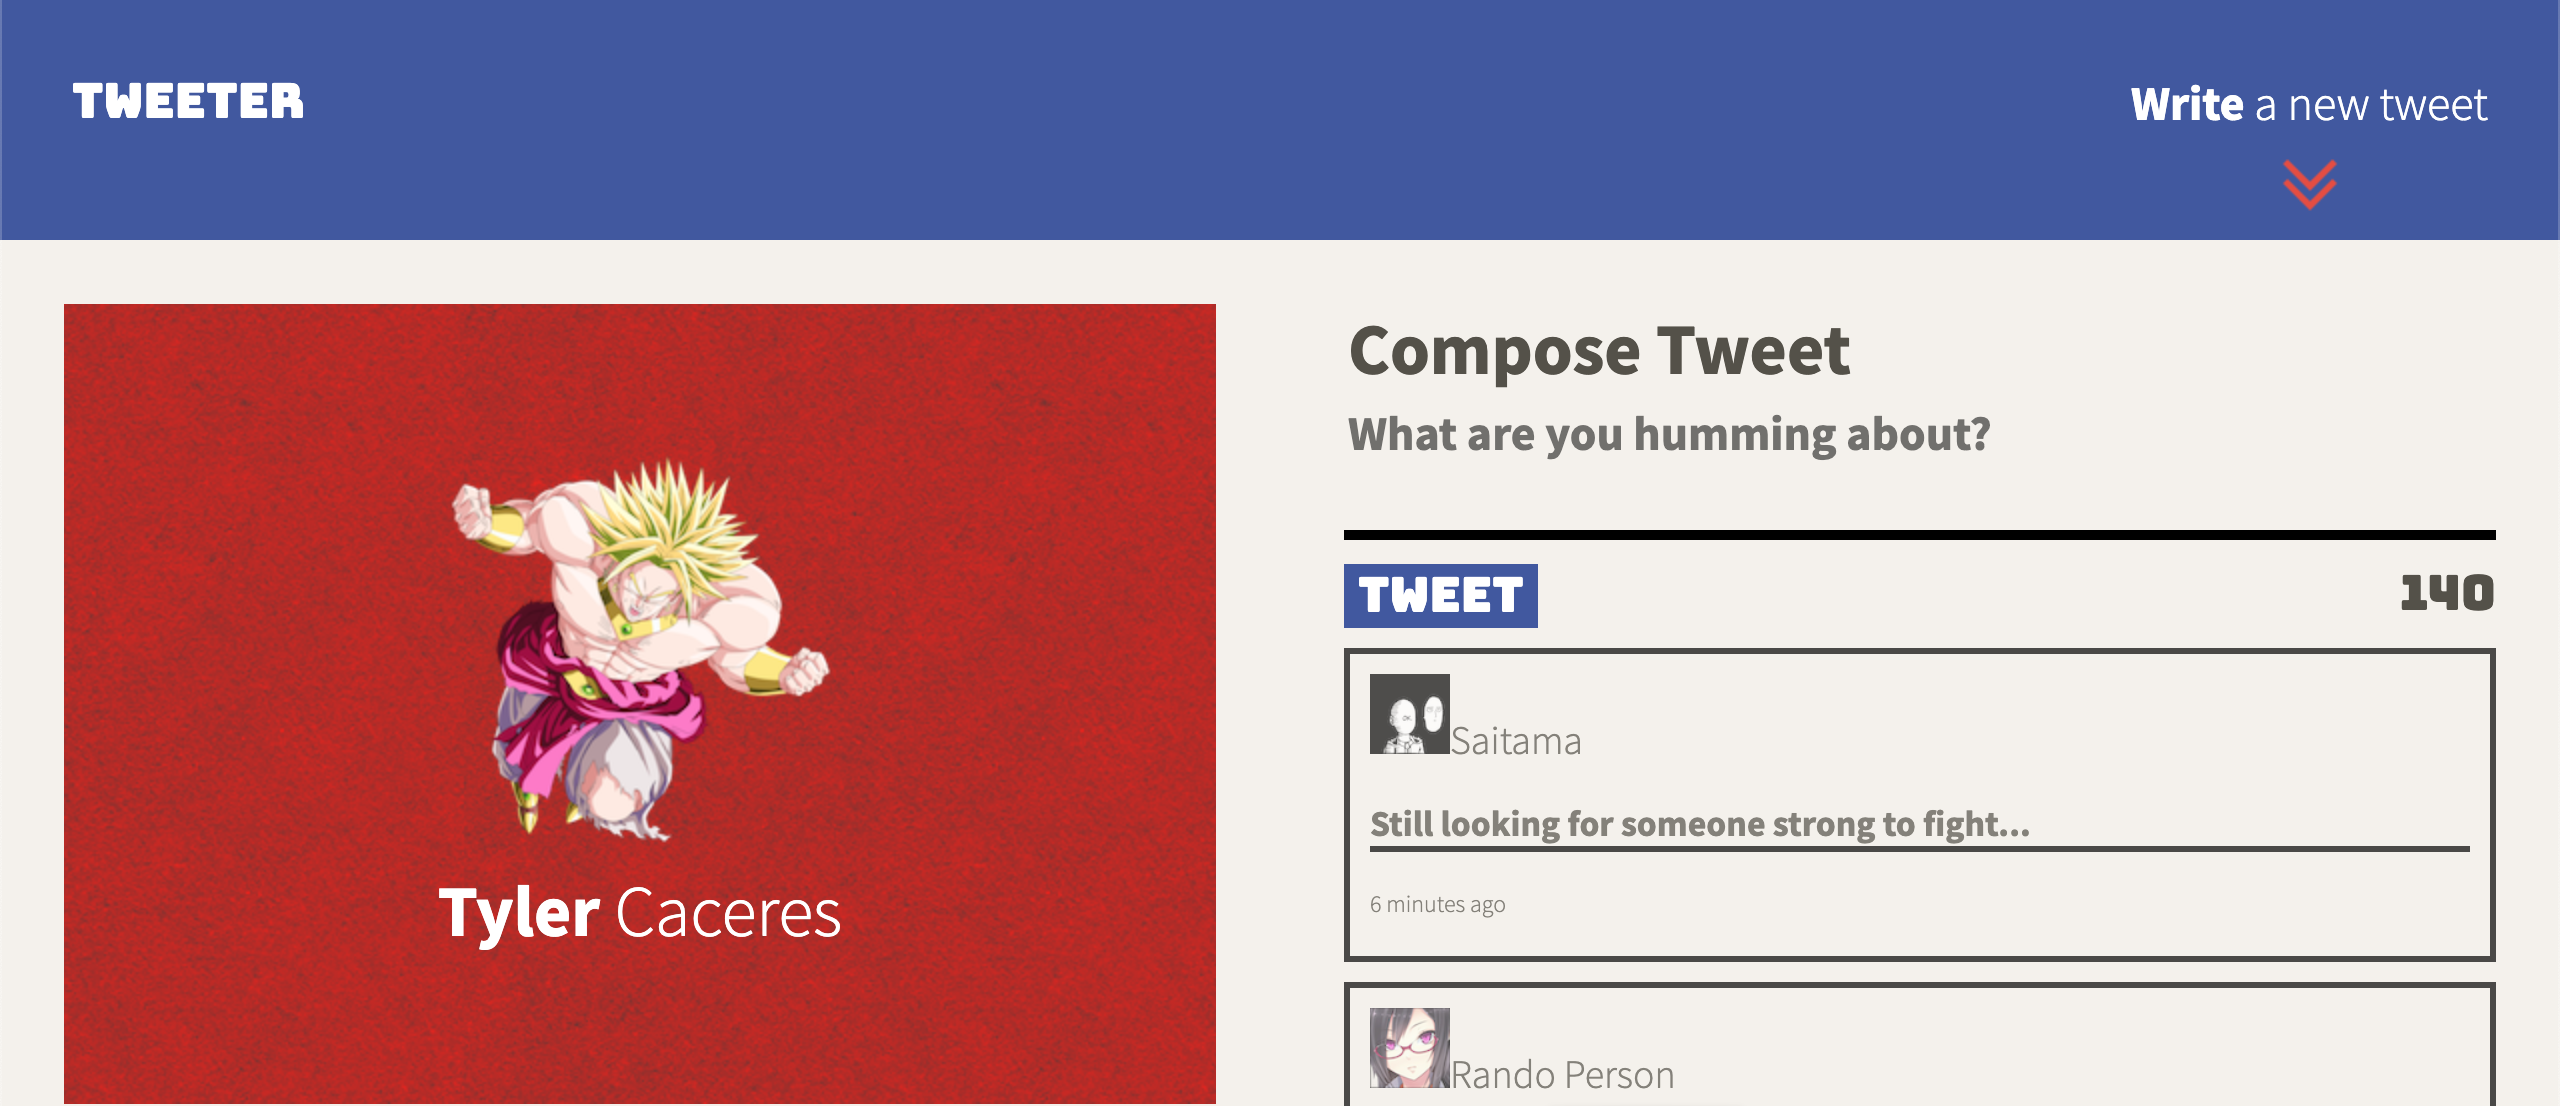 TWEETER
Write a new tweet
Tyler Caceres
Compose Tweet
What are you humming about?
TWEET
140
Saitama
Still looking for someone strong to fight...
6 minutes ago
Rando Person